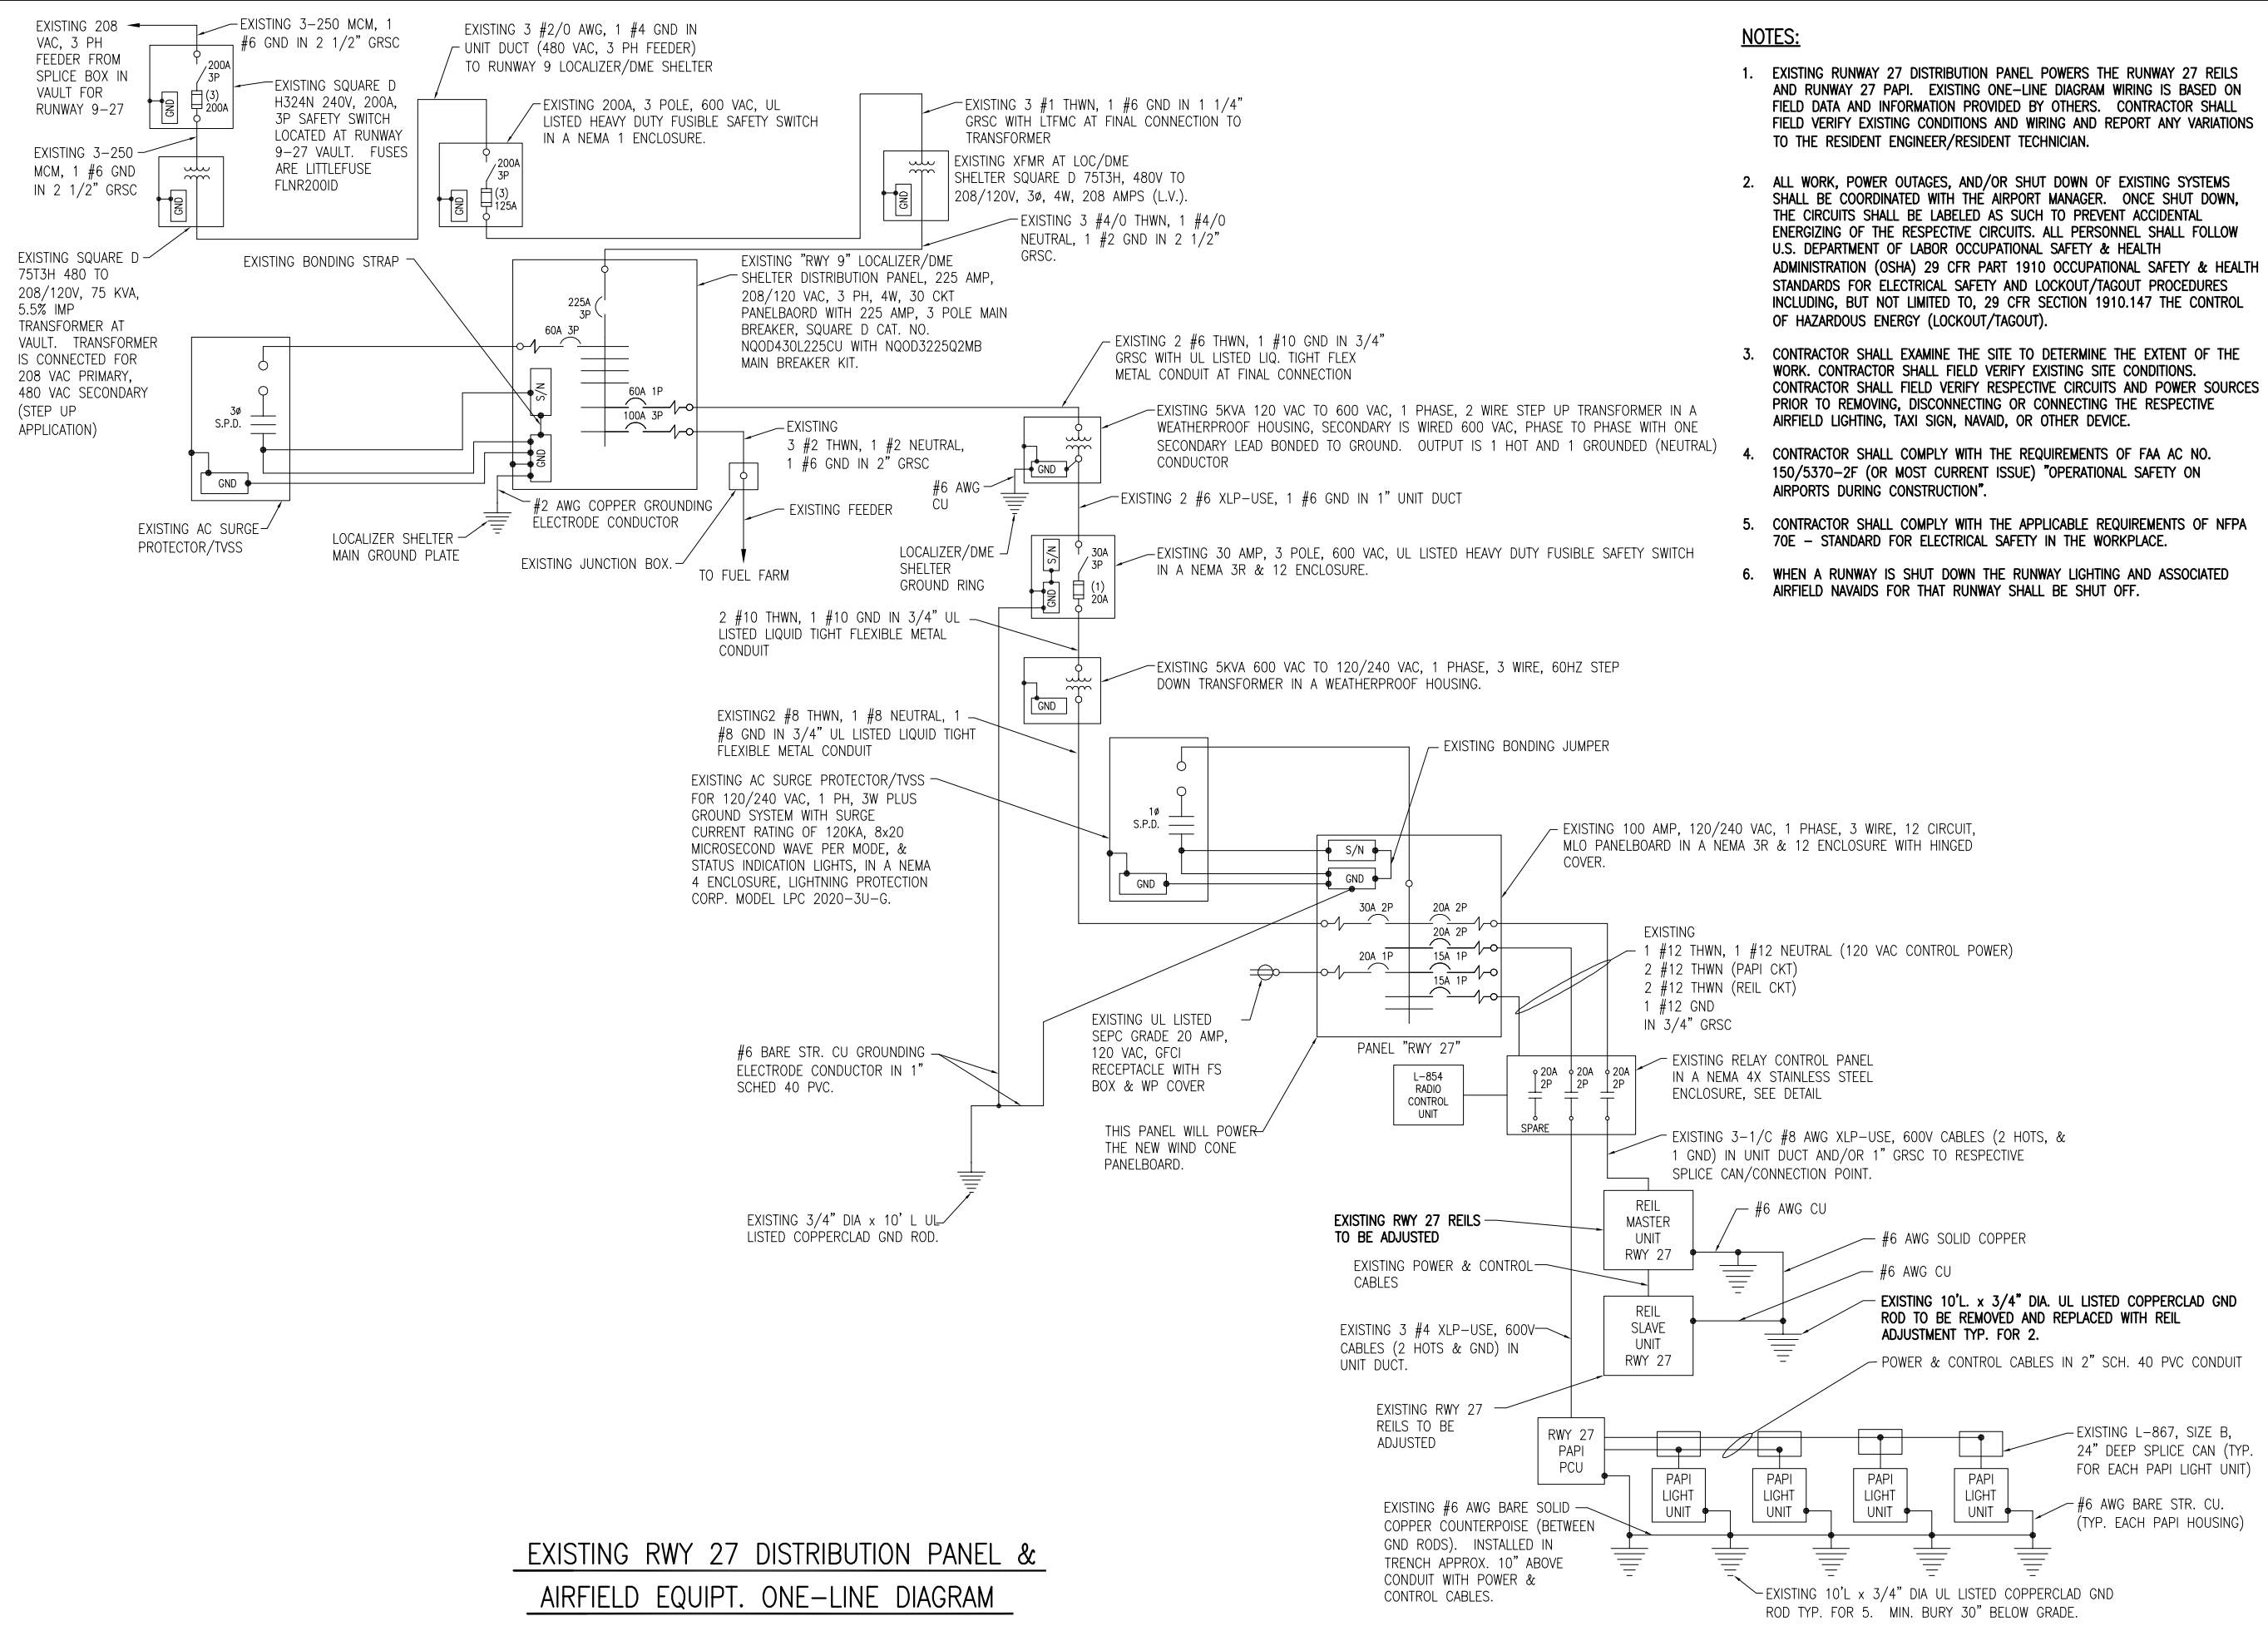 EXISTING 208
VAC, 3 PH
FEEDER FROM
SPLICE BOX IN
VAULT FOR
RUNWAY 9-27
EXISTING 3-250 MCM, 1
#6 GND IN 2 1/2" GRSC
200A
3P
(3)
200A
GND
EXISTING SQUARE D
H324N 240V, 200A,
3P SAFETY SWITCH
LOCATED AT RUNWAY
9-27 VAULT. FUSES
ARE LITTLEFUSE
FLNR200ID
EXISTING 3-250
MCM, 1 #6 GND
IN 2 1/2" GRSC
GND
EXISTING SQUARE D
75T3H 480 TO
208/120V, 75 KVA,
5.5% IMP
TRANSFORMER AT
VAULT. TRANSFORMER
IS CONNECTED FOR
208 VAC PRIMARY,
480 VAC SECONDARY
(STEP UP
APPLICATION)
EXISTING 3 #2/0 AWG, 1 #4 GND IN
UNIT DUCT (480 VAC, 3 PH FEEDER)
TO RUNWAY 9 LOCALIZER/DME SHELTER
EXISTING 200A, 3 POLE, 600 VAC, UL
LISTED HEAVY DUTY FUSIBLE SAFETY SWITCH
IN A NEMA 1 ENCLOSURE.
200A
3P
(3)
125A
GND
EXISTING 3 #1 THWN, 1 #6 GND IN 1 1/4"
GRSC WITH LTFMC AT FINAL CONNECTION TO
TRANSFORMER
EXISTING XFMR AT LOC/DME
SHELTER SQUARE D 75T3H, 480V TO
208/120V, 3ø, 4W, 208 AMPS (L.V.).
GND
EXISTING 3 #4/0 THWN, 1 #4/0
NEUTRAL, 1 #2 GND IN 2 1/2"
GRSC.
EXISTING BONDING STRAP
EXISTING "RWY 9" LOCALIZER/DME
SHELTER DISTRIBUTION PANEL, 225 AMP,
208/120 VAC, 3 PH, 4W, 30 CKT
PANELBAORD WITH 225 AMP, 3 POLE MAIN
BREAKER, SQUARE D CAT. NO.
NQOD430L225CU WITH NQOD3225Q2MB
MAIN BREAKER KIT.
225A
3P
60A 3P
S/N
60A 1P
100A 3P
GND
3ø
S.P.D.
GND
EXISTING AC SURGE
PROTECTOR/TVSS
LOCALIZER SHELTER
MAIN GROUND PLATE
#2 AWG COPPER GROUNDING
ELECTRODE CONDUCTOR
EXISTING JUNCTION BOX.
EXISTING
3 #2 THWN, 1 #2 NEUTRAL,
1 #6 GND IN 2" GRSC
EXISTING FEEDER
TO FUEL FARM
EXISTING 2 #6 THWN, 1 #10 GND IN 3/4"
GRSC WITH UL LISTED LIQ. TIGHT FLEX
METAL CONDUIT AT FINAL CONNECTION
EXISTING 5KVA 120 VAC TO 600 VAC, 1 PHASE, 2 WIRE STEP UP TRANSFORMER IN A
WEATHERPROOF HOUSING, SECONDARY IS WIRED 600 VAC, PHASE TO PHASE WITH ONE
SECONDARY LEAD BONDED TO GROUND. OUTPUT IS 1 HOT AND 1 GROUNDED (NEUTRAL)
CONDUCTOR
GND
#6 AWG
CU
EXISTING 2 #6 XLP-USE, 1 #6 GND IN 1" UNIT DUCT
LOCALIZER/DME
SHELTER
GROUND RING
S/N
30A
3P
(1)
20A
GND
EXISTING 30 AMP, 3 POLE, 600 VAC, UL LISTED HEAVY DUTY FUSIBLE SAFETY SWITCH
IN A NEMA 3R & 12 ENCLOSURE.
2 #10 THWN, 1 #10 GND IN 3/4" UL
LISTED LIQUID TIGHT FLEXIBLE METAL
CONDUIT
GND
EXISTING 5KVA 600 VAC TO 120/240 VAC, 1 PHASE, 3 WIRE, 60HZ STEP
DOWN TRANSFORMER IN A WEATHERPROOF HOUSING.
EXISTING2 #8 THWN, 1 #8 NEUTRAL, 1
#8 GND IN 3/4" UL LISTED LIQUID TIGHT
FLEXIBLE METAL CONDUIT
EXISTING BONDING JUMPER
EXISTING AC SURGE PROTECTOR/TVSS
FOR 120/240 VAC, 1 PH, 3W PLUS
GROUND SYSTEM WITH SURGE
CURRENT RATING OF 120KA, 8x20
MICROSECOND WAVE PER MODE, &
STATUS INDICATION LIGHTS, IN A NEMA
4 ENCLOSURE, LIGHTNING PROTECTION
CORP. MODEL LPC 2020-3U-G.
1ø
S.P.D.
GND
S/N
GND
EXISTING 100 AMP, 120/240 VAC, 1 PHASE, 3 WIRE, 12 CIRCUIT,
MLO PANELBOARD IN A NEMA 3R & 12 ENCLOSURE WITH HINGED
COVER.
30A 2P
20A 2P
20A 2P
20A 1P
15A 1P
15A 1P
PANEL "RWY 27"
EXISTING
1 #12 THWN, 1 #12 NEUTRAL (120 VAC CONTROL POWER)
2 #12 THWN (PAPI CKT)
2 #12 THWN (REIL CKT)
1 #12 GND
IN 3/4" GRSC
EXISTING UL LISTED
SEPC GRADE 20 AMP,
120 VAC, GFCI
RECEPTACLE WITH FS
BOX & WP COVER
#6 BARE STR. CU GROUNDING
ELECTRODE CONDUCTOR IN 1"
SCHED 40 PVC.
THIS PANEL WILL POWER
THE NEW WIND CONE
PANELBOARD.
EXISTING 3/4" DIA x 10' L UL
LISTED COPPERCLAD GND ROD.
L-854
RADIO
CONTROL
UNIT
20A
2P
20A
2P
20A
2P
SPARE
EXISTING RELAY CONTROL PANEL
IN A NEMA 4X STAINLESS STEEL
ENCLOSURE, SEE DETAIL
EXISTING 3-1/C #8 AWG XLP-USE, 600V CABLES (2 HOTS, &
1 GND) IN UNIT DUCT AND/OR 1" GRSC TO RESPECTIVE
SPLICE CAN/CONNECTION POINT.
EXISTING RWY 27 REILS
TO BE ADJUSTED
REIL
MASTER
UNIT
RWY 27
#6 AWG CU
#6 AWG SOLID COPPER
#6 AWG CU
EXISTING POWER & CONTROL
CABLES
REIL
SLAVE
UNIT
RWY 27
EXISTING 10'L. x 3/4" DIA. UL LISTED COPPERCLAD GND
ROD TO BE REMOVED AND REPLACED WITH REIL
ADJUSTMENT TYP. FOR 2.
EXISTING 3 #4 XLP-USE, 600V
CABLES (2 HOTS & GND) IN
UNIT DUCT.
POWER & CONTROL CABLES IN 2" SCH. 40 PVC CONDUIT
EXISTING RWY 27
REILS TO BE
ADJUSTED
RWY 27
PAPI
PCU
PAPI
LIGHT
UNIT
PAPI
LIGHT
UNIT
PAPI
LIGHT
UNIT
PAPI
LIGHT
UNIT
EXISTING L-867, SIZE B,
24" DEEP SPLICE CAN (TYP.
FOR EACH PAPI LIGHT UNIT)
#6 AWG BARE STR. CU.
(TYP. EACH PAPI HOUSING)
EXISTING #6 AWG BARE SOLID
COPPER COUNTERPOISE (BETWEEN
GND RODS). INSTALLED IN
TRENCH APPROX. 10" ABOVE
CONDUIT WITH POWER &
CONTROL CABLES.
EXISTING 10'L x 3/4" DIA UL LISTED COPPERCLAD GND
ROD TYP. FOR 5. MIN. BURY 30" BELOW GRADE.
EXISTING RWY 27 DISTRIBUTION PANEL &
AIRFIELD EQUIPT. ONE-LINE DIAGRAM
NOTES:
1. EXISTING RUNWAY 27 DISTRIBUTION PANEL POWERS THE RUNWAY 27 REILS
AND RUNWAY 27 PAPI. EXISTING ONE-LINE DIAGRAM WIRING IS BASED ON
FIELD DATA AND INFORMATION PROVIDED BY OTHERS. CONTRACTOR SHALL
FIELD VERIFY EXISTING CONDITIONS AND WIRING AND REPORT ANY VARIATIONS
TO THE RESIDENT ENGINEER/RESIDENT TECHNICIAN.
2. ALL WORK, POWER OUTAGES, AND/OR SHUT DOWN OF EXISTING SYSTEMS
SHALL BE COORDINATED WITH THE AIRPORT MANAGER. ONCE SHUT DOWN,
THE CIRCUITS SHALL BE LABELED AS SUCH TO PREVENT ACCIDENTAL
ENERGIZING OF THE RESPECTIVE CIRCUITS. ALL PERSONNEL SHALL FOLLOW
U.S. DEPARTMENT OF LABOR OCCUPATIONAL SAFETY & HEALTH
ADMINISTRATION (OSHA) 29 CFR PART 1910 OCCUPATIONAL SAFETY & HEALTH
STANDARDS FOR ELECTRICAL SAFETY AND LOCKOUT/TAGOUT PROCEDURES
INCLUDING, BUT NOT LIMITED TO, 29 CFR SECTION 1910.147 THE CONTROL
OF HAZARDOUS ENERGY (LOCKOUT/TAGOUT).
3. CONTRACTOR SHALL EXAMINE THE SITE TO DETERMINE THE EXTENT OF THE
WORK. CONTRACTOR SHALL FIELD VERIFY EXISTING SITE CONDITIONS.
CONTRACTOR SHALL FIELD VERIFY RESPECTIVE CIRCUITS AND POWER SOURCES
PRIOR TO REMOVING, DISCONNECTING OR CONNECTING THE RESPECTIVE
AIRFIELD LIGHTING, TAXI SIGN, NAVAID, OR OTHER DEVICE.
4. CONTRACTOR SHALL COMPLY WITH THE REQUIREMENTS OF FAA AC NO.
150/5370-2F (OR MOST CURRENT ISSUE) "OPERATIONAL SAFETY ON
AIRPORTS DURING CONSTRUCTION".
5. CONTRACTOR SHALL COMPLY WITH THE APPLICABLE REQUIREMENTS OF NFPA
70E - STANDARD FOR ELECTRICAL SAFETY IN THE WORKPLACE.
6. WHEN A RUNWAY IS SHUT DOWN THE RUNWAY LIGHTING AND ASSOCIATED
AIRFIELD NAVAIDS FOR THAT RUNWAY SHALL BE SHUT OFF.